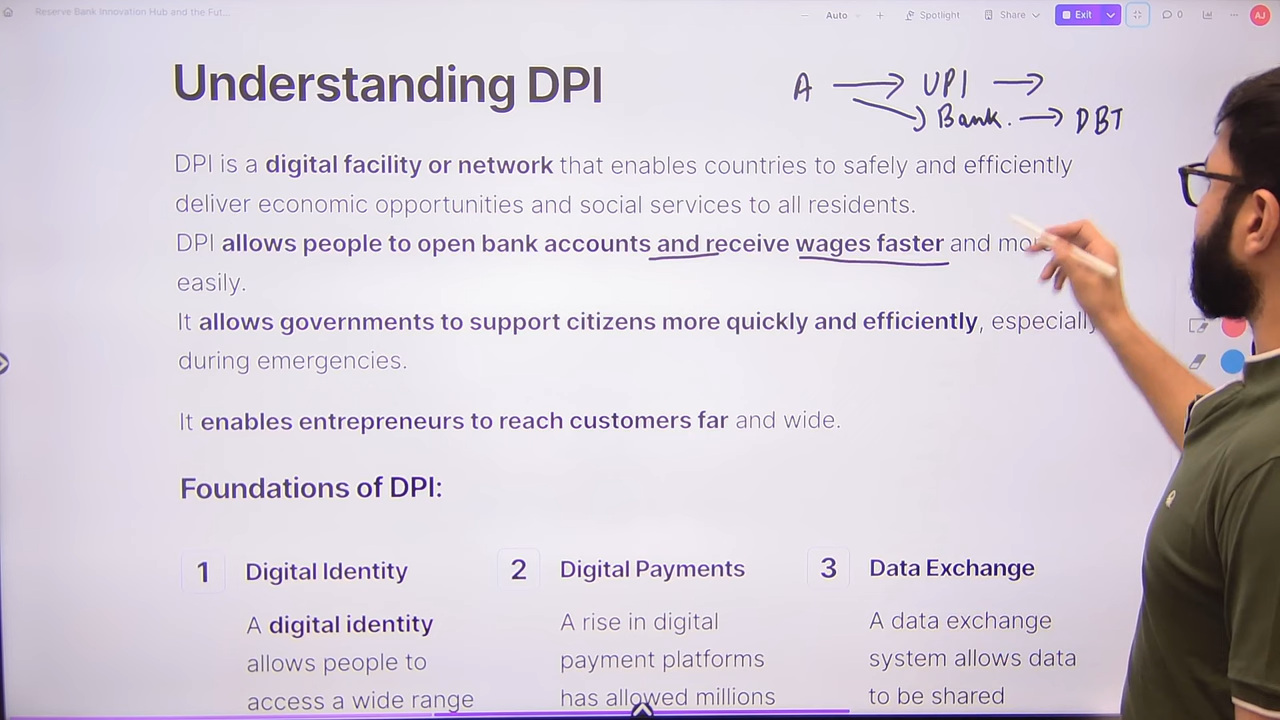 Reserve Bank Innovation Hub and the Fut...
Auto
Spotlight
Share
Exit
0
AJ
Understanding DPI
A → UPI →
→ Bank. → DBT
DPI is a digital facility or network that enables countries to safely and efficiently
deliver economic opportunities and social services to all residents.
DPI allows people to open bank accounts and receive wages faster and more
easily.
It allows governments to support citizens more quickly and efficiently, especially
during emergencies.
It enables entrepreneurs to reach customers far and wide.
Foundations of DPI:
1 Digital Identity
A digital identity
allows people to
access a wide range
2 Digital Payments
A rise in digital
payment platforms
has allowed millions
3 Data Exchange
A data exchange
system allows data
to be shared